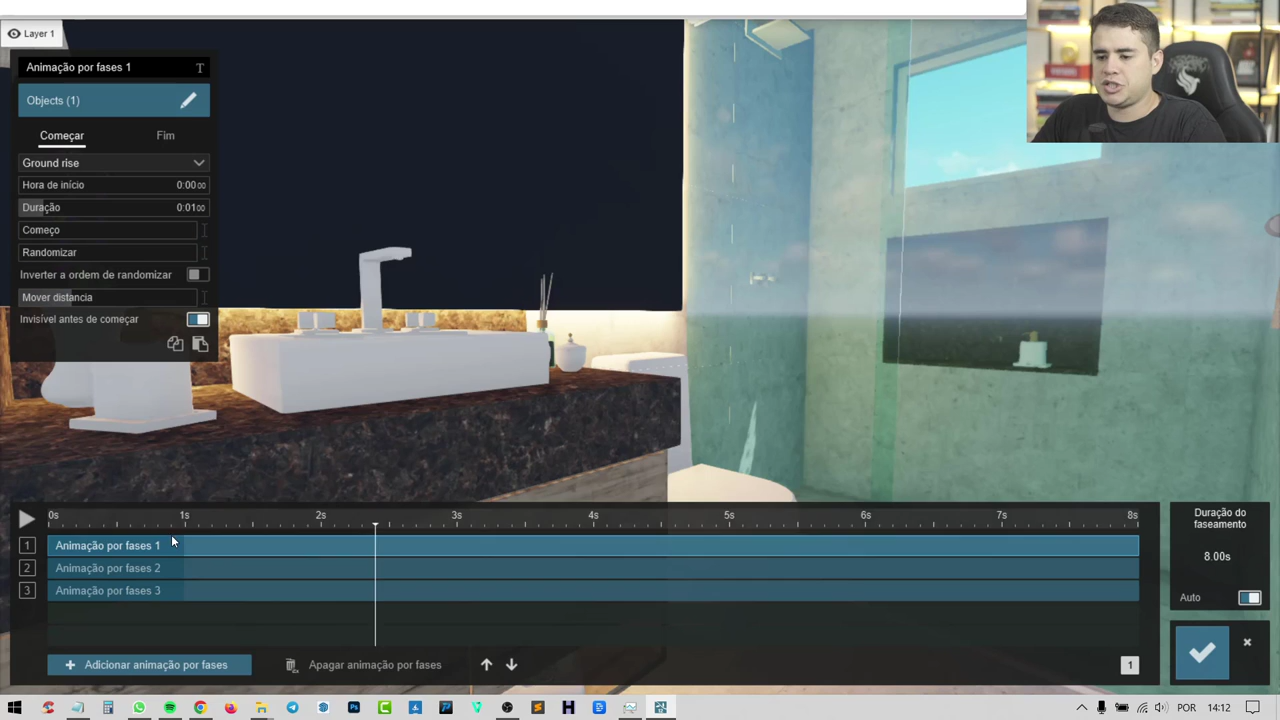 Layer 1
Animação por fases 1
Objects (1)
Começar Fim
Ground rise
Hora de início 0:00 00
Duração 0:01 00
Começo
Randomizar
Inverter a ordem de randomizar
Mover distancia
Invisível antes de começar
0s 1s 2s 3s 4s 5s 6s 7s 8s
1 Animação por fases 1
2 Animação por fases 2
3 Animação por fases 3
+ Adicionar animação por fases Apagar animação por fases 1
Duração do
faseamento
8.00s
Auto
POR 14:12